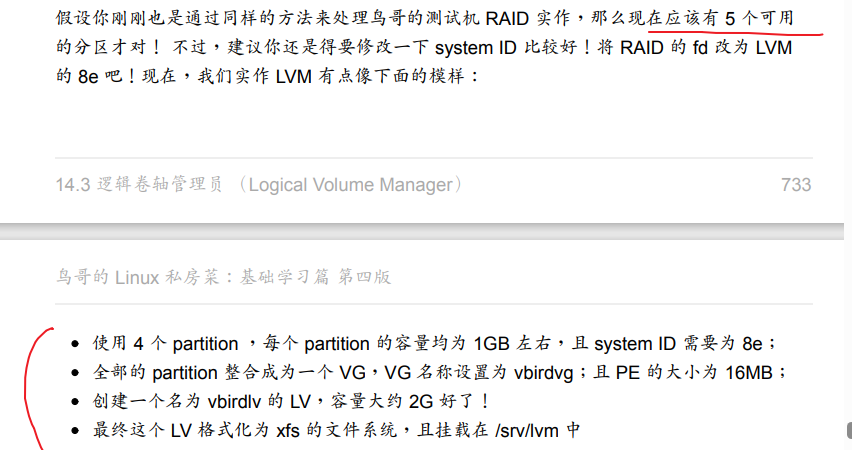 假设你刚刚也是通过同样的方法来处理鸟哥的测试机 RAID 实作，那么现在应该有 5 个可用
的分区才对！ 不过，建议你还是得要修改一下 system ID 比较好！将 RAID 的 fd 改为 LVM
的 8e 吧！现在，我们实作 LVM 有点像下面的模样：
14.3 逻辑卷轴管理员 （Logical Volume Manager） 733
鸟哥的 Linux 私房菜：基础学习篇 第四版
使用 4 个 partition ，每个 partition 的容量均为 1GB 左右，且 system ID 需要为 8e；
全部的 partition 整合成为一个 VG，VG 名称设置为 vbirdvg；且 PE 的大小为 16MB；
创建一个名为 vbirdlv 的 LV，容量大约 2G 好了！
最终这个 LV 格式化为 xfs 的文件系统，且挂载在 /srv/lvm 中